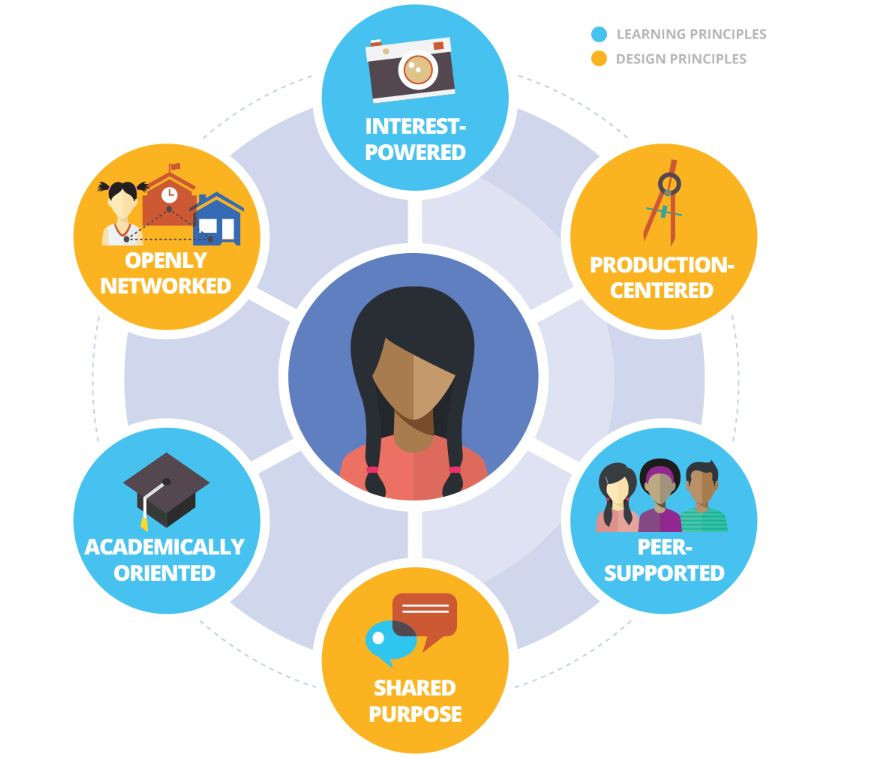 LEARNING PRINCIPLES
DESIGN PRINCIPLES
INTEREST-
POWERED
PRODUCTION-
CENTERED
PEER-
SUPPORTED
SHARED
PURPOSE
ACADEMICALLY
ORIENTED
OPENLY
NETWORKED